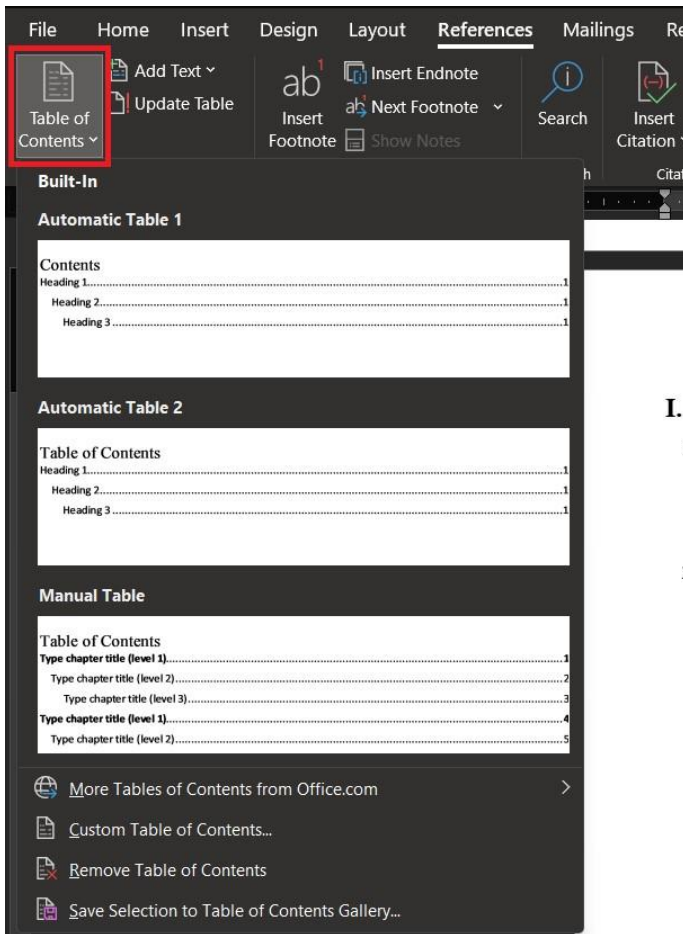 File Home Insert Design Layout References Mailings Re
Table of Contents
Add Text
Update Table
ab1
Insert Footnote
Insert Endnote
Next Footnote
Show Notes
Search
Insert Citation
h
Citat
Built-In
Automatic Table 1
Contents
Heading 1....................1
Heading 2....................1
Heading 3....................1
Automatic Table 2
Table of Contents
Heading 1....................1
Heading 2....................1
Heading 3....................1
Manual Table
Table of Contents
Type chapter title (level 1)....................1
Type chapter title (level 2)....................2
Type chapter title (level 3)....................3
Type chapter title (level 1)....................4
Type chapter title (level 2)....................5
More Tables of Contents from Office.com
Custom Table of Contents...
Remove Table of Contents
Save Selection to Table of Contents Gallery...
I.